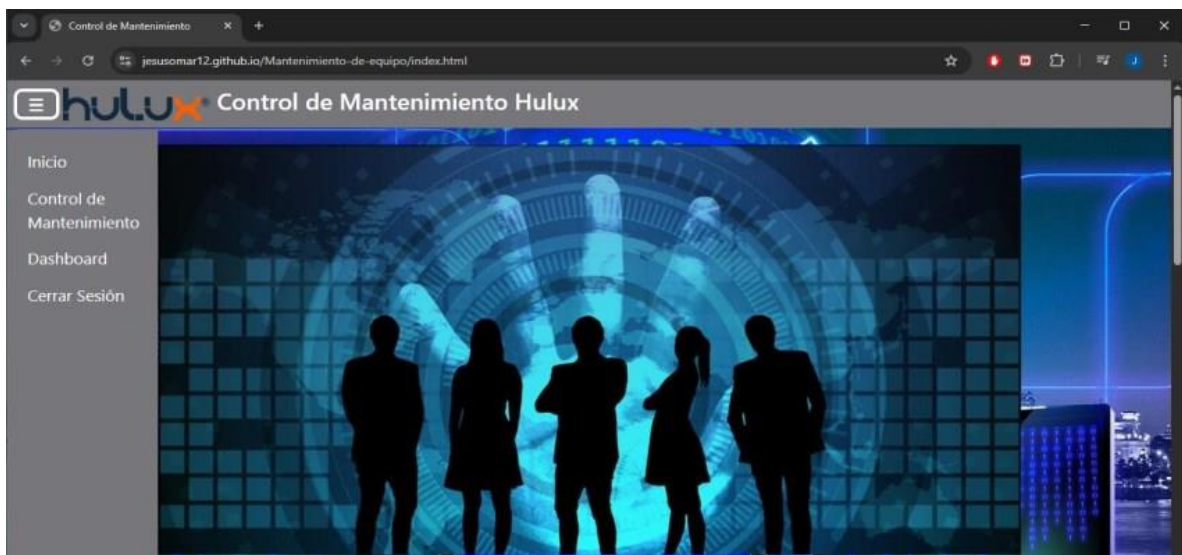 Control de Mantenimiento
jesusomar12.github.io/Mantenimiento-de-equipo/index.html
J
hulux Control de Mantenimiento Hulux
Inicio
Control de
Mantenimiento
Dashboard
Cerrar Sesión